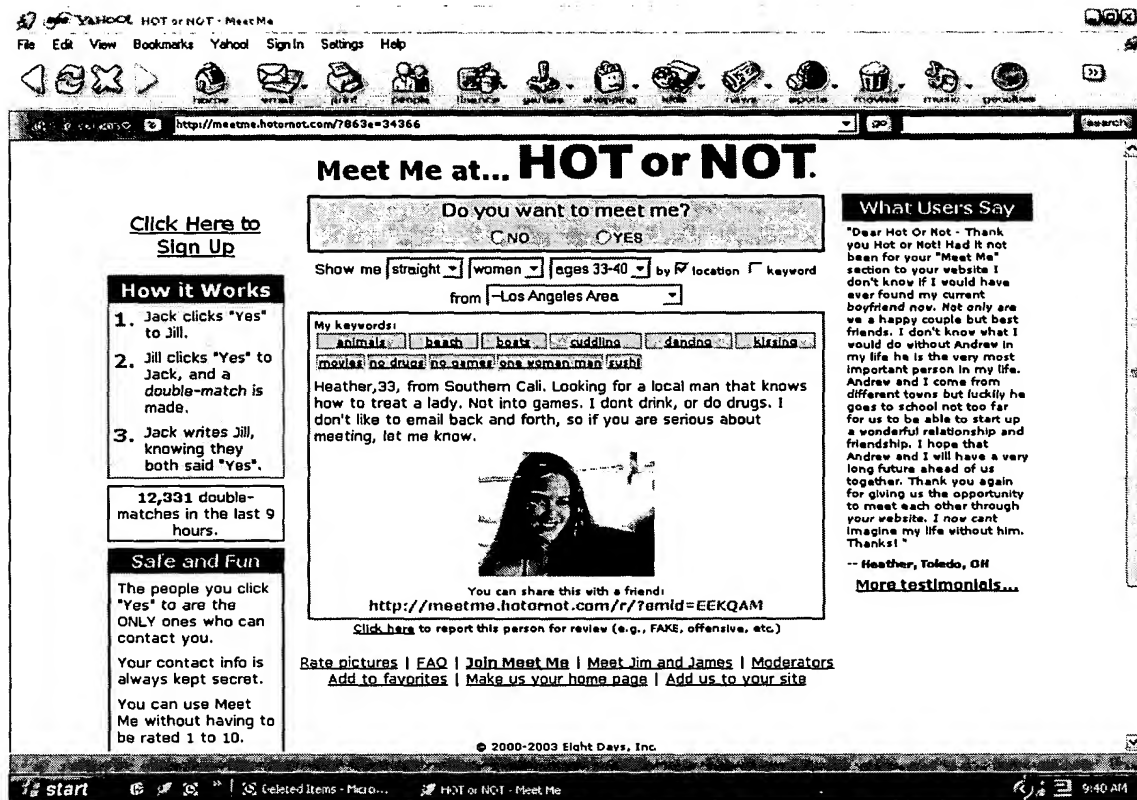 YAHOO! HOT or NOT - Meet Me
File Edit View Bookmarks Yahoo! Sign In Settings Help
home email print people finance games shopping kids news sports movies music goodies
http://meetme.hotornot.com/?863e=34366 go search
Meet Me at... HOT or NOT.
Click Here to
Sign Up
How it Works
1. Jack clicks "Yes"
to Jill.
2. Jill clicks "Yes" to
Jack, and a
double-match is
made.
3. Jack writes Jill,
knowing they
both said "Yes".
12,331 double-
matches in the last 9
hours.
Safe and Fun
The people you click
"Yes" to are the
ONLY ones who can
contact you.
Your contact info is
always kept secret.
You can use Meet
Me without having to
be rated 1 to 10.
Do you want to meet me?
NO YES
Show me straight women ages 33-40 by location keyword
from --Los Angeles Area
My keywords:
animals beach boats cuddling dancing kissing
movies no drugs no games one woman man sushi
Heather,33, from Southern Cali. Looking for a local man that knows
how to treat a lady. Not into games. I dont drink, or do drugs. I
don't like to email back and forth, so if you are serious about
meeting, let me know.
You can share this with a friend:
http://meetme.hotornot.com/r/?emid=EEKQAM
Click here to report this person for review (e.g., FAKE, offensive, etc.)
Rate pictures | FAQ | Join Meet Me | Meet Jim and James | Moderators
Add to favorites | Make us your home page | Add us to your site
© 2000-2003 Eight Days, Inc.
What Users Say
"Dear Hot Or Not - Thank
you Hot or Not! Had it not
been for your "Meet Me"
section to your website I
don't know if I would have
ever found my current
boyfriend now. Not only are
we a happy couple but best
friends. I don't know what I
would do without Andrew in
my life he is the very most
important person in my life.
Andrew and I come from
different towns but luckily he
goes to school not too far
for us to be able to start up
a wonderful relationship and
friendship. I hope that
Andrew and I will have a very
long future ahead of us
together. Thank you again
for giving us the opportunity
to meet each other through
your website. I now cant
imagine my life without him.
Thanks! "
-- Heather, Toledo, OH
More testimonials...
start Deleted Items - Micro... HOT or NOT - Meet Me 9:40 AM